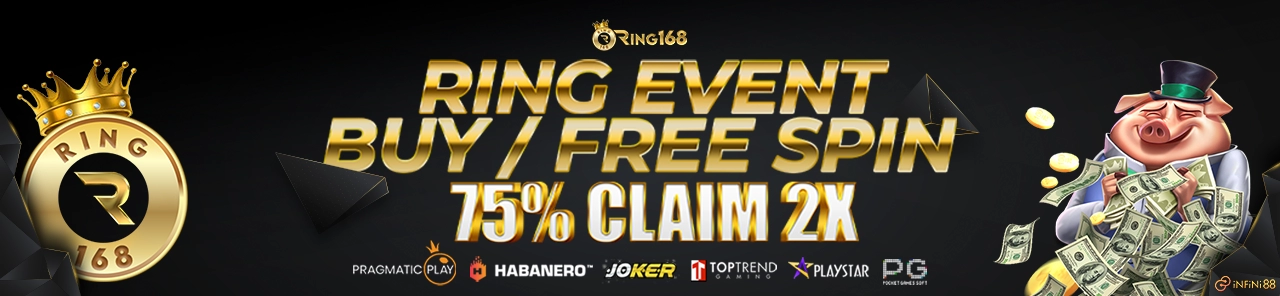 RING168
RING EVENT
BUY / FREE SPIN
75% CLAIM 2X
RING
R
168
PRAGMATIC PLAY HABANERO™ JOKER TOPTREND GAMING PLAYSTAR PG POCKET GAMES SOFT
iNFiNi88